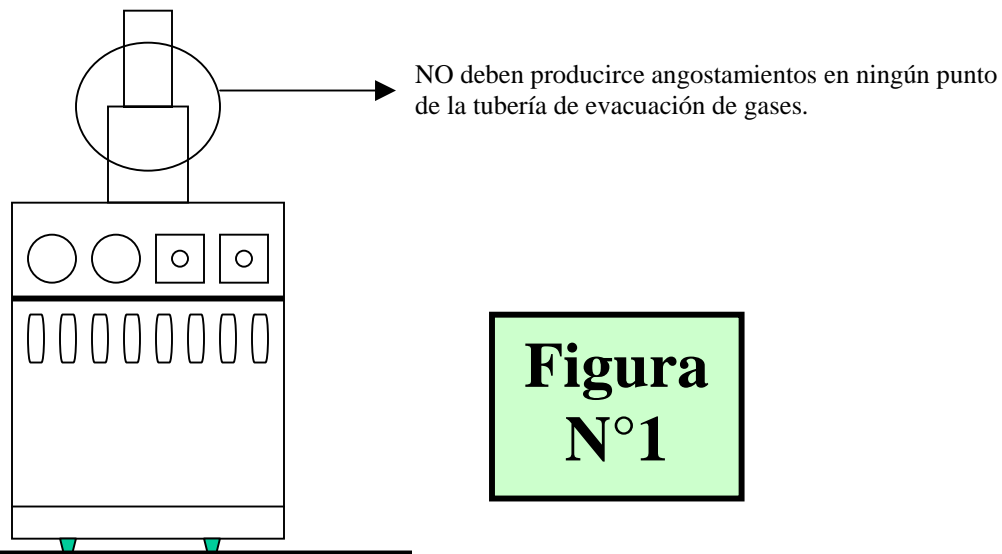 NO deben producirce angostamientos en ningún punto
de la tubería de evacuación de gases.
Figura
N°1